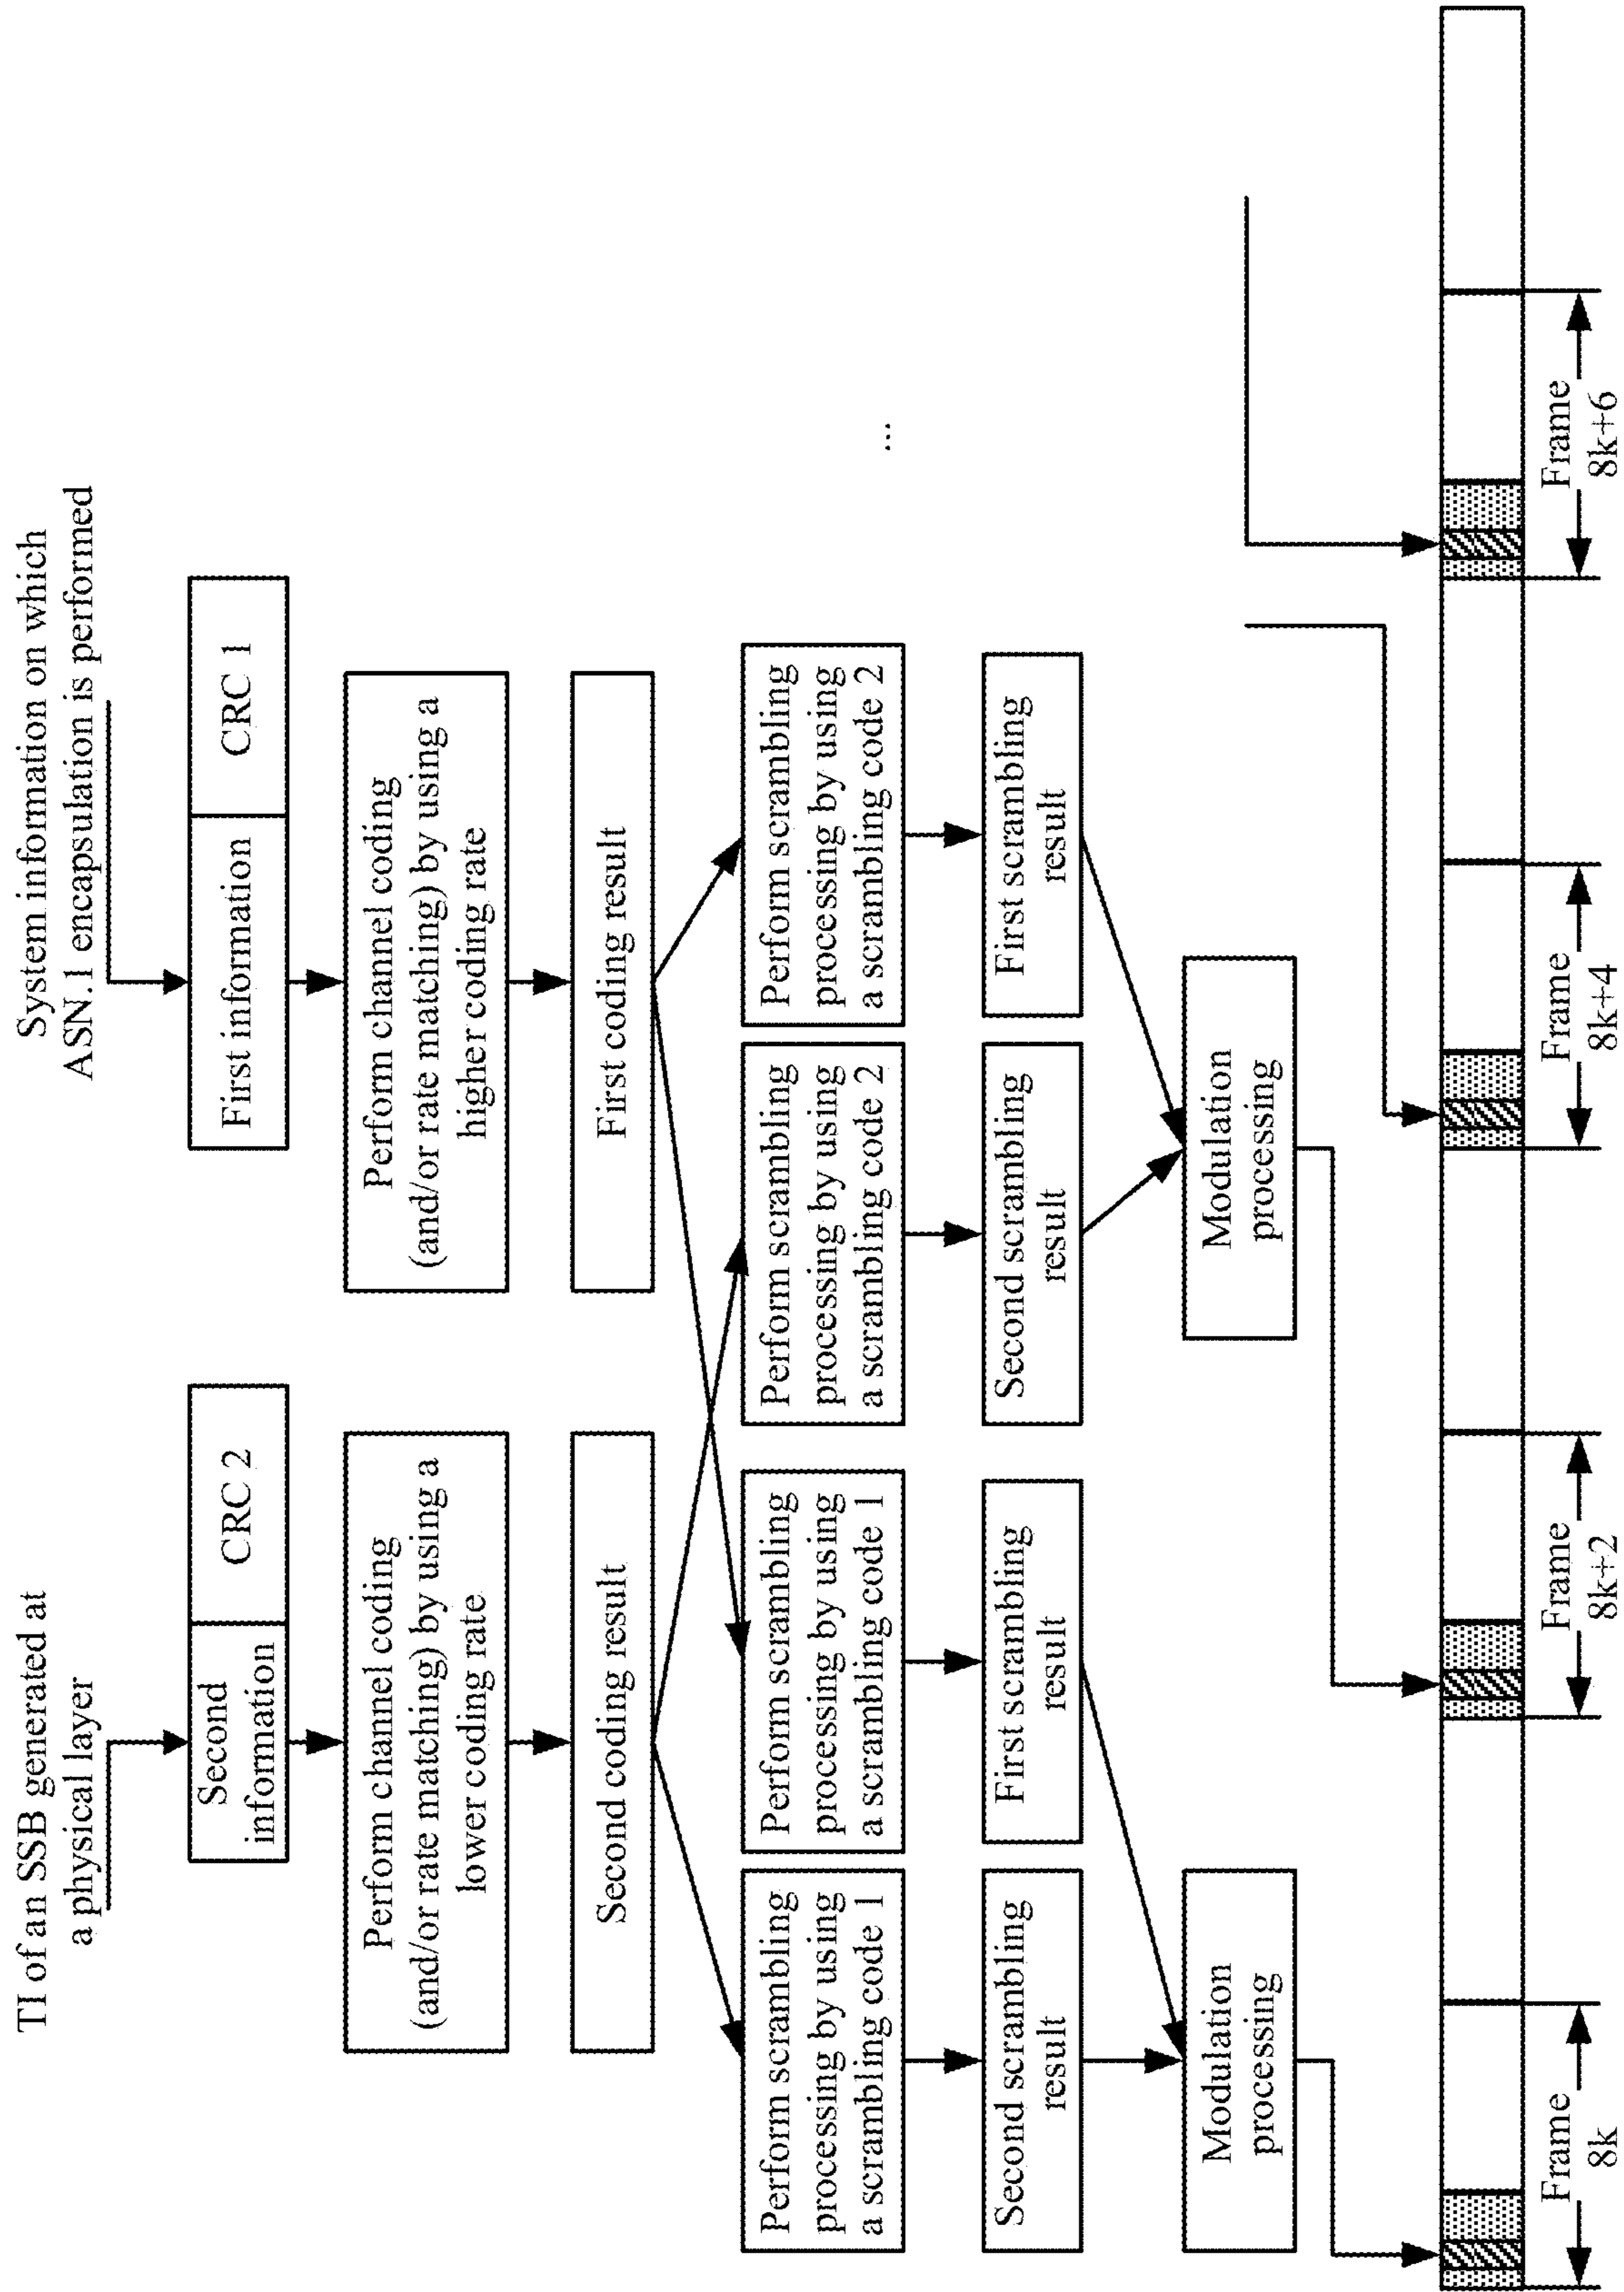 TI of an SSB generated at
a physical layer
System information on which
ASN.1 encapsulation is performed
Second
information
CRC 2
First information
CRC 1
Perform channel coding
(and/or rate matching) by using a
lower coding rate
Perform channel coding
(and/or rate matching) by using a
higher coding rate
Second coding result
First coding result
Perform scrambling
processing by using
a scrambling code 1
Perform scrambling
processing by using
a scrambling code 1
Perform scrambling
processing by using
a scrambling code 2
Perform scrambling
processing by using
a scrambling code 2
...
Second scrambling
result
First scrambling
result
Second scrambling
result
First scrambling
result
Modulation
processing
Modulation
processing
Frame
8k
Frame
8k+2
Frame
8k+4
Frame
8k+6